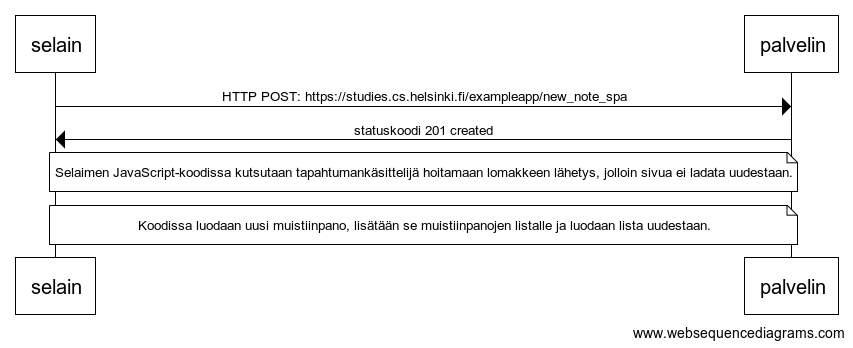 selain palvelin
HTTP POST: https://studies.cs.helsinki.fi/exampleapp/new_note_spa
statuskoodi 201 created
Selaimen JavaScript-koodissa kutsutaan tapahtumankäsittelijä hoitamaan lomakkeen lähetys, jolloin sivua ei ladata uudestaan.
Koodissa luodaan uusi muistiinpano, lisätään se muistiinpanojen listalle ja luodaan lista uudestaan.
selain palvelin
www.websequencediagrams.com